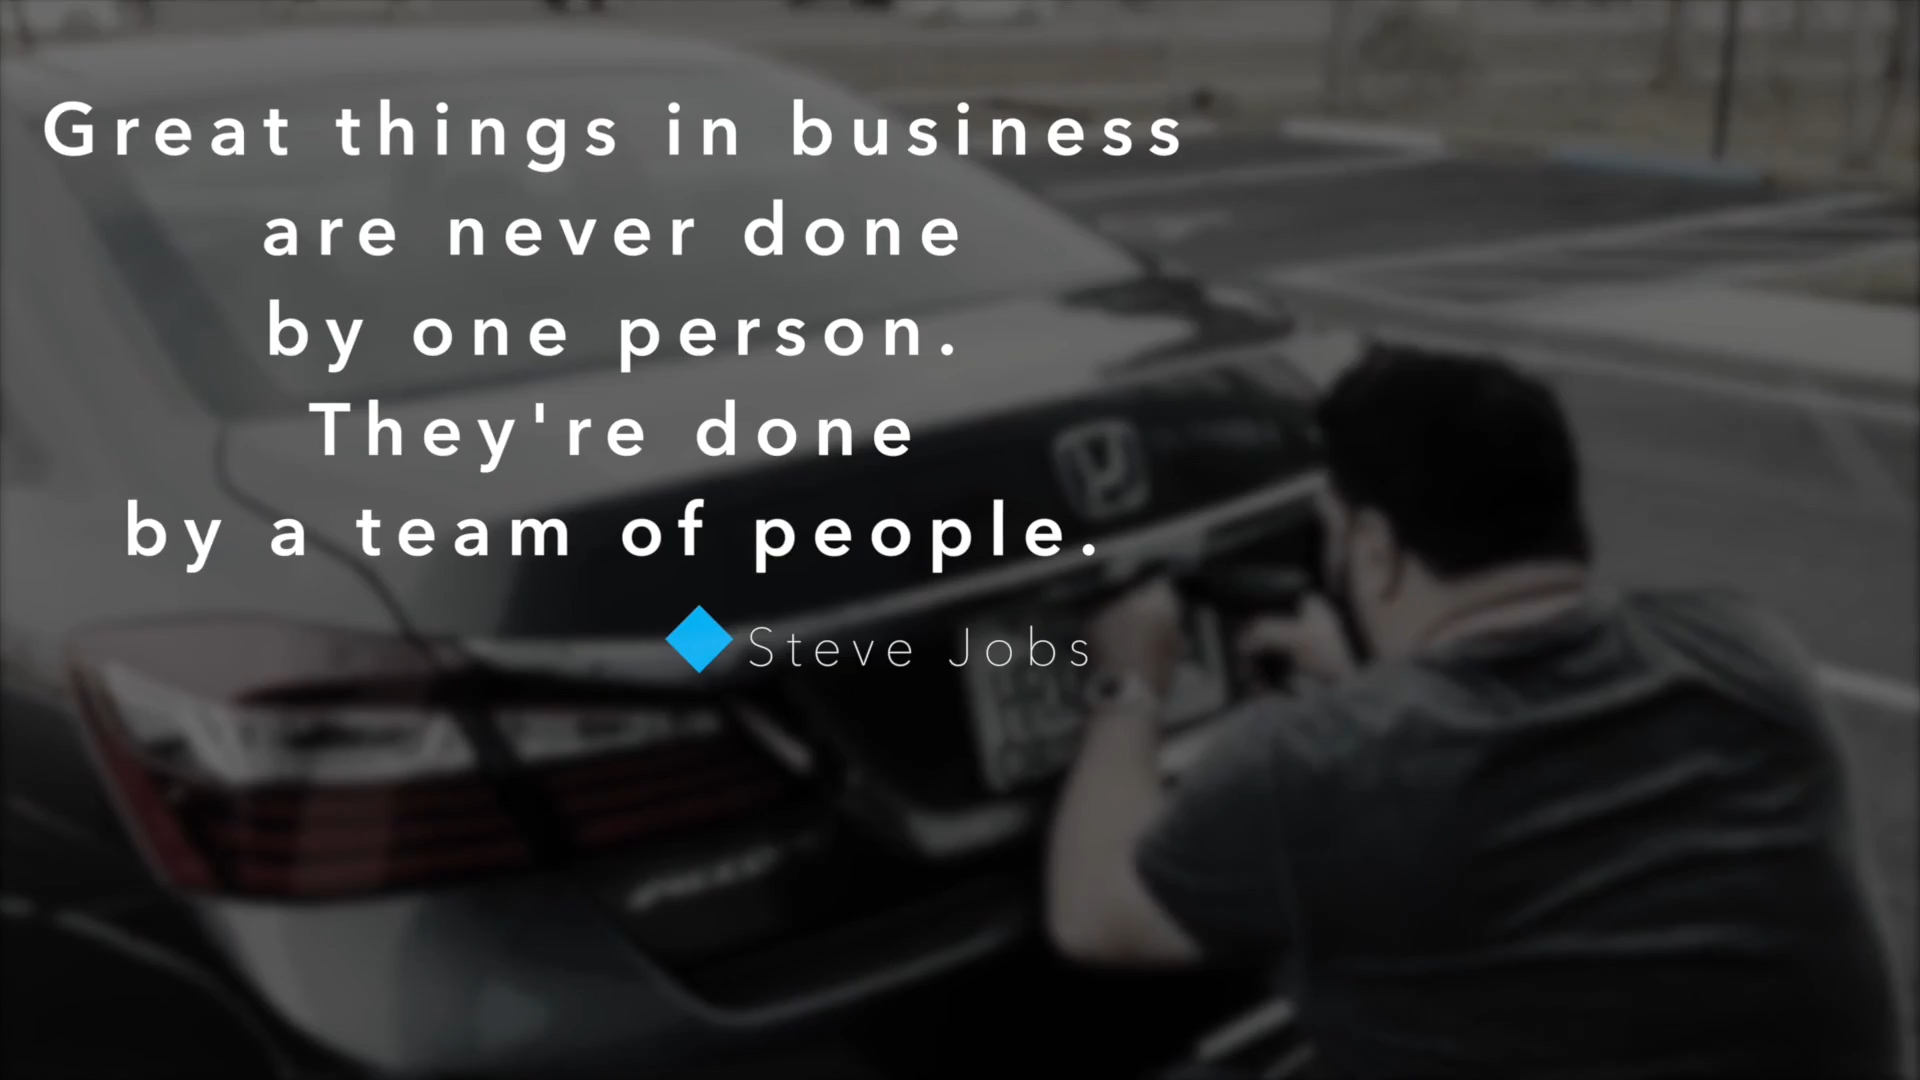 Great things in business
are never done
by one person.
They're done
by a team of people.
Steve Jobs